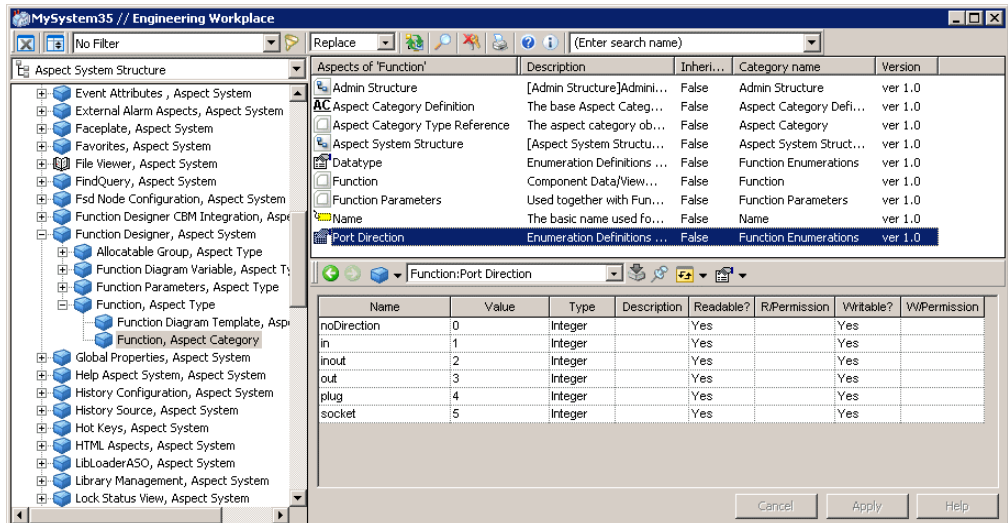 MySystem35 // Engineering Workplace
No Filter
Replace
(Enter search name)
Aspect System Structure
Event Attributes , Aspect System
External Alarm Aspects, Aspect System
Faceplate, Aspect System
Favorites, Aspect System
File Viewer, Aspect System
FindQuery, Aspect System
Fsd Node Configuration, Aspect System
Function Designer CBM Integration, Aspe
Function Designer, Aspect System
Allocatable Group, Aspect Type
Function Diagram Variable, Aspect Ty
Function Parameters, Aspect Type
Function, Aspect Type
Function Diagram Template, Aspe
Function, Aspect Category
Global Properties, Aspect System
Help Aspect System, Aspect System
History Configuration, Aspect System
History Source, Aspect System
Hot Keys, Aspect System
HTML Aspects, Aspect System
LibLoaderASO, Aspect System
Library Management, Aspect System
Lock Status View, Aspect System
Aspects of 'Function' Description Inheri... Category name Version
Admin Structure [Admin Structure]Admini... False Admin Structure ver 1.0
AC Aspect Category Definition The base Aspect Categ... False Aspect Category Defi... ver 1.0
Aspect Category Type Reference The aspect category ob... False Aspect Category ver 1.0
Aspect System Structure [Aspect System Structu... False Aspect System Struct... ver 1.0
Datatype Enumeration Definitions ... False Function Enumerations ver 1.0
Function Component Data/View... False Function ver 1.0
Function Parameters Used together with Fun... False Function Parameters ver 1.0
Name The basic name used fo... False Name ver 1.0
Port Direction Enumeration Definitions ... False Function Enumerations ver 1.0
Function:Port Direction
Name Value Type Description Readable? R/Permission Writable? W/Permission
noDirection 0 Integer Yes Yes
in 1 Integer Yes Yes
inout 2 Integer Yes Yes
out 3 Integer Yes Yes
plug 4 Integer Yes Yes
socket 5 Integer Yes Yes
Cancel Apply Help